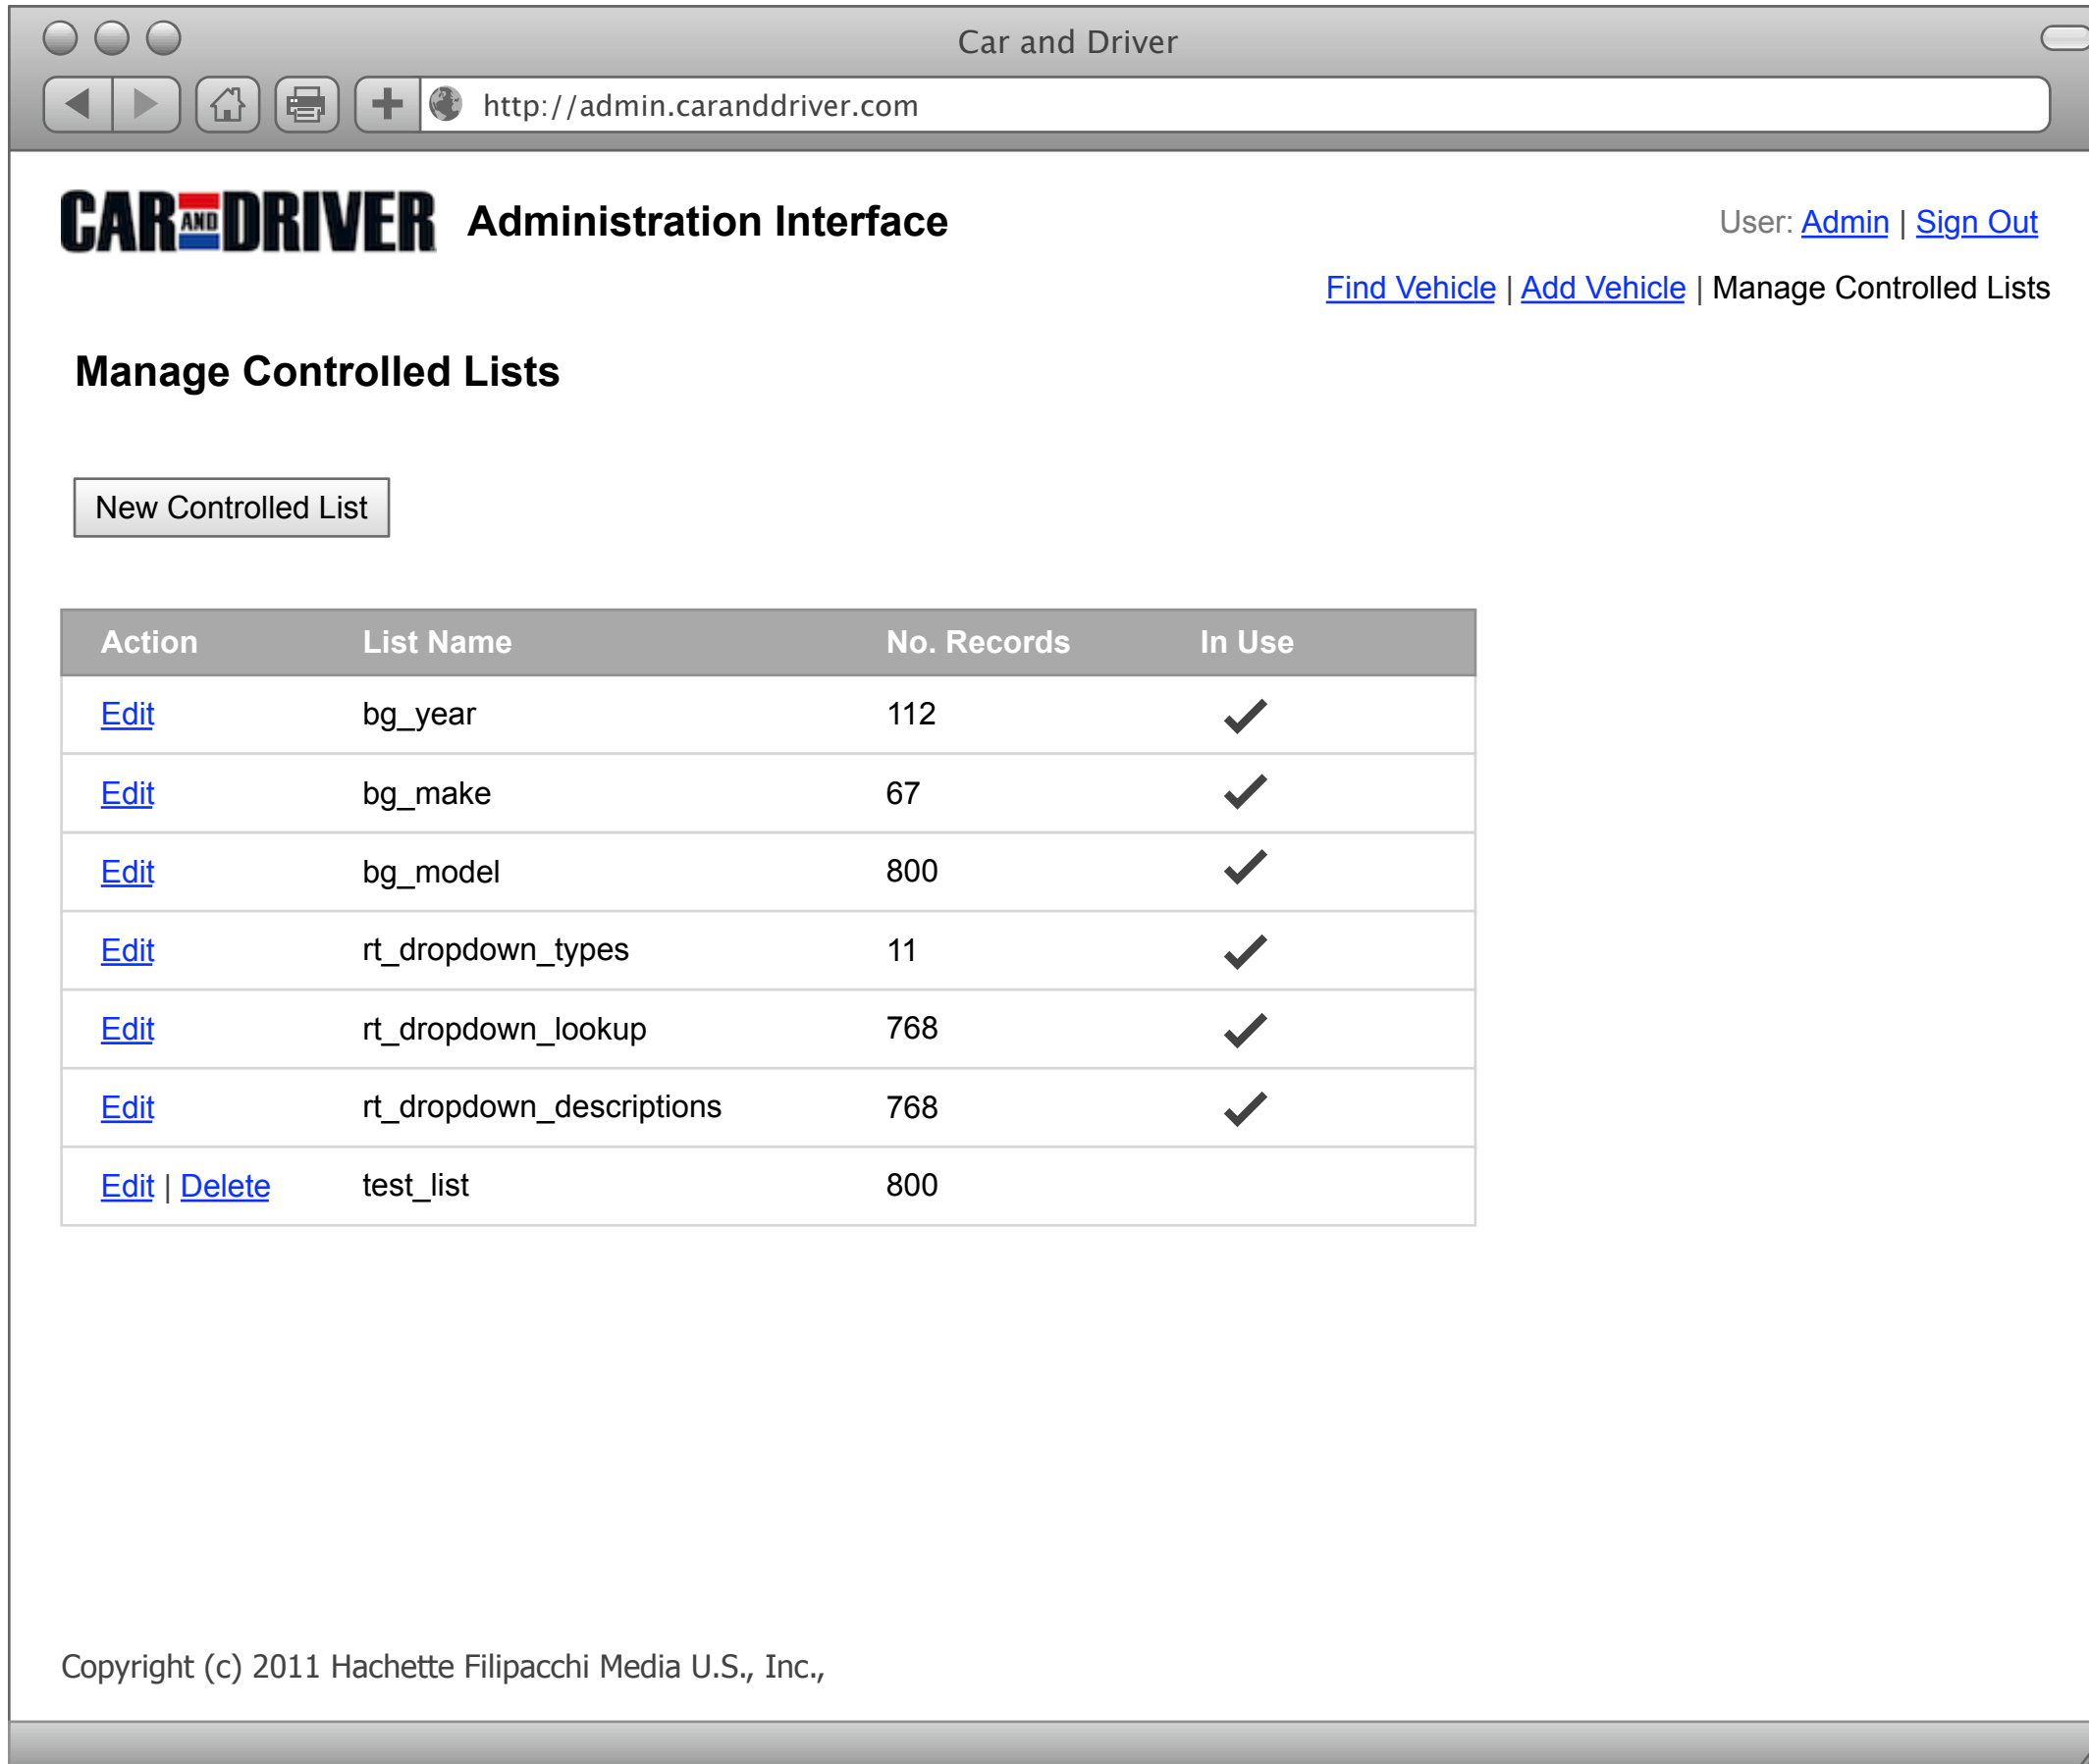 Car and Driver
http://admin.caranddriver.com
CAR AND DRIVER Administration Interface User: Admin | Sign Out
Find Vehicle | Add Vehicle | Manage Controlled Lists
Manage Controlled Lists
New Controlled List
Action List Name No. Records In Use
Edit bg_year 112
Edit bg_make 67
Edit bg_model 800
Edit rt_dropdown_types 11
Edit rt_dropdown_lookup 768
Edit rt_dropdown_descriptions 768
Edit | Delete test_list 800
Copyright (c) 2011 Hachette Filipacchi Media U.S., Inc.,